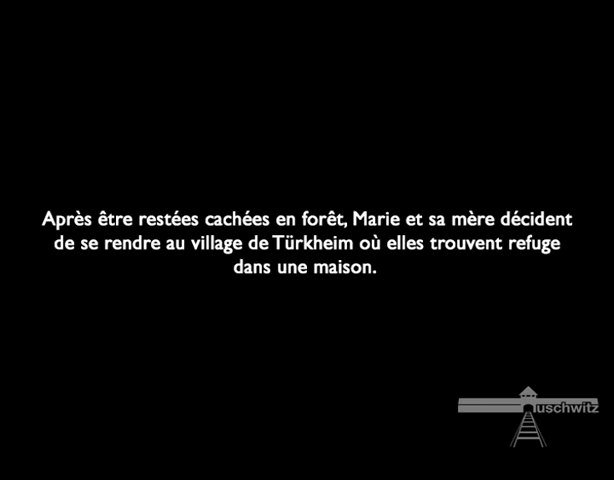 Après être restées cachées en forêt, Marie et sa mère décident
de se rendre au village de Türkheim où elles trouvent refuge
dans une maison.
uschwitz